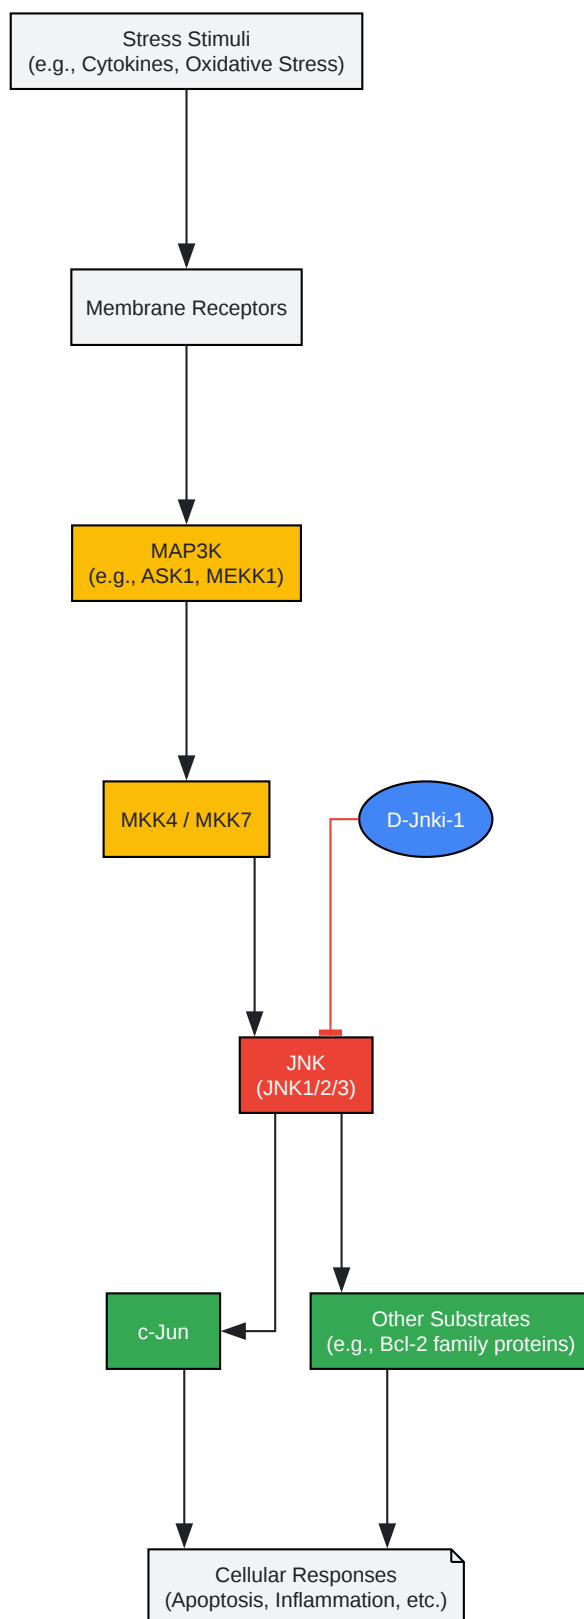 Stress Stimuli
(e.g., Cytokines, Oxidative Stress)
Membrane Receptors
MAP3K
(e.g., ASK1, MEKK1)
MKK4 / MKK7
D-Jnki-1
JNK
(JNK1/2/3)
c-Jun
Other Substrates
(e.g., Bcl-2 family proteins)
Cellular Responses
(Apoptosis, Inflammation, etc.)